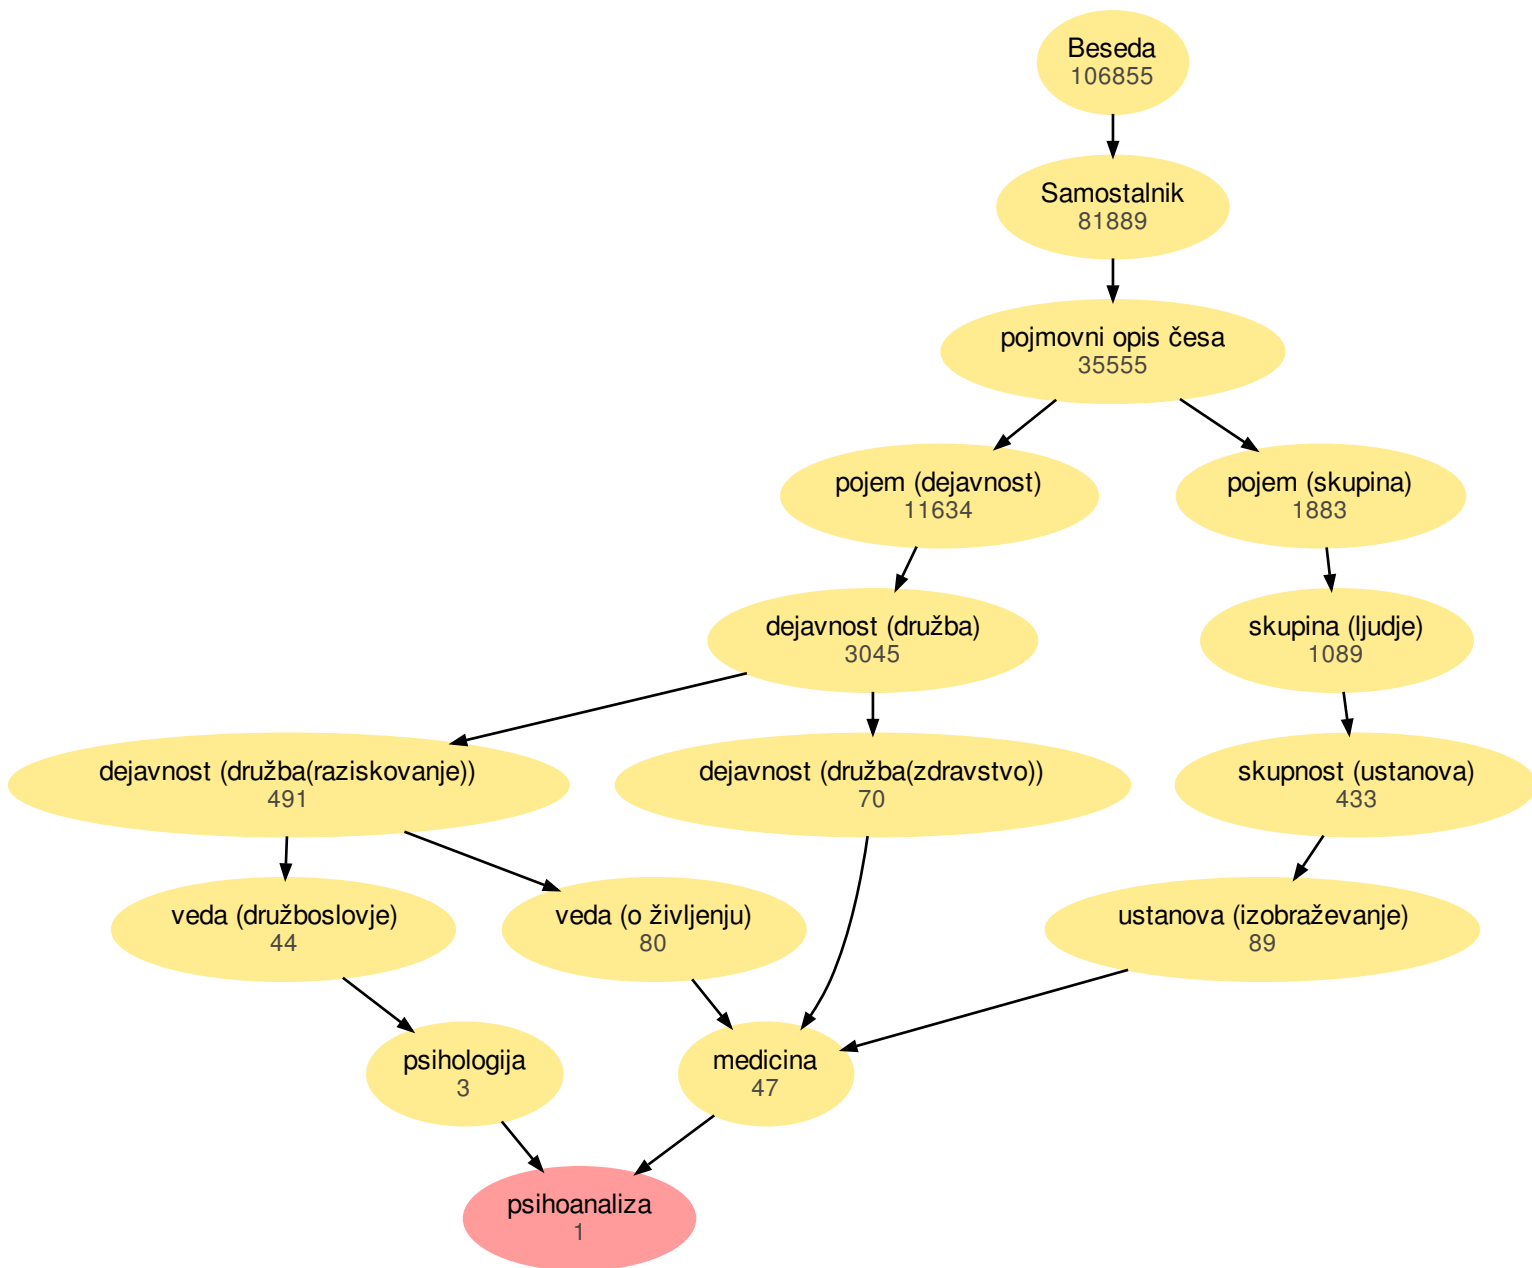 Beseda
106855
Samostalnik
81889
pojmovni opis česa
35555
pojem (dejavnost)
11634
pojem (skupina)
1883
dejavnost (družba)
3045
skupina (ljudje)
1089
dejavnost (družba(raziskovanje))
491
dejavnost (družba(zdravstvo))
70
skupnost (ustanova)
433
veda (družboslovje)
44
veda (o življenju)
80
ustanova (izobraževanje)
89
psihologija
3
medicina
47
psihoanaliza
1